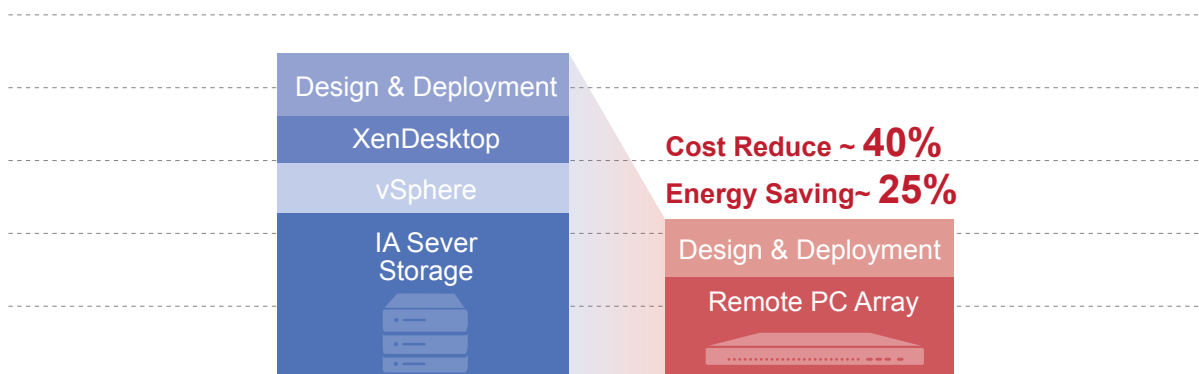 Design & Deployment
XenDesktop
vSphere
IA Sever
Storage
Cost Reduce ~ 40%
Energy Saving~ 25%
Design & Deployment
Remote PC Array